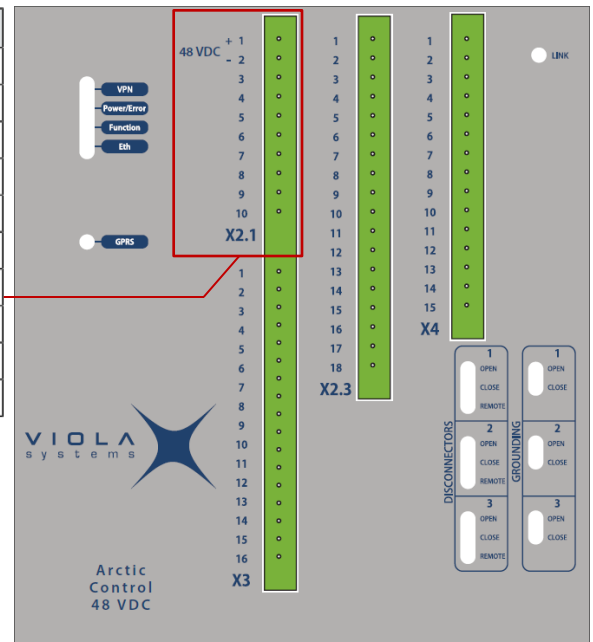 48 VDC
+ 1
- 2
3
4
5
6
7
8
9
10
X2.1
1
2
3
4
5
6
7
8
9
10
11
12
13
14
15
16
X3
1
2
3
4
5
6
7
8
9
10
11
12
13
14
15
16
17
18
X2.3
1
2
3
4
5
6
7
8
9
10
11
12
13
14
15
X4
LINK
VPN
Power/Error
Function
Eth
GPRS
VIOLA
systems
Arctic
Control
48 VDC
DISCONNECTORS
1
OPEN
CLOSE
REMOTE
2
OPEN
CLOSE
REMOTE
3
OPEN
CLOSE
REMOTE
GROUNDING
1
OPEN
CLOSE
2
OPEN
CLOSE
3
OPEN
CLOSE